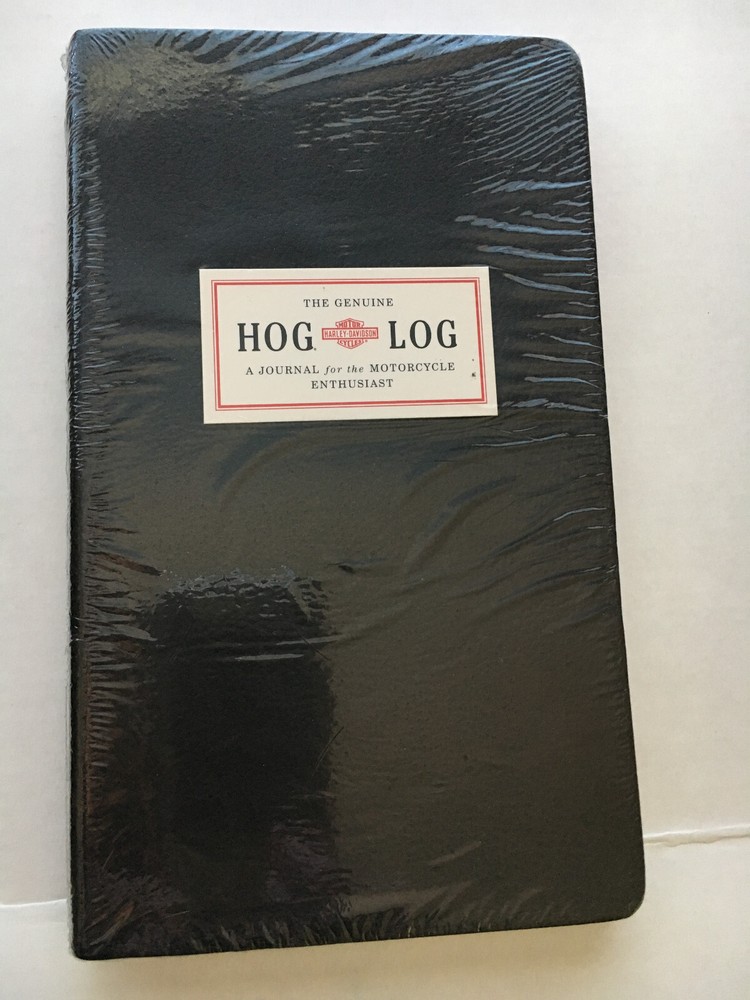 THE GENUINE
HOG LOG
MOTOR
HARLEY-DAVIDSON
CYCLES
A JOURNAL for the MOTORCYCLE
ENTHUSIAST